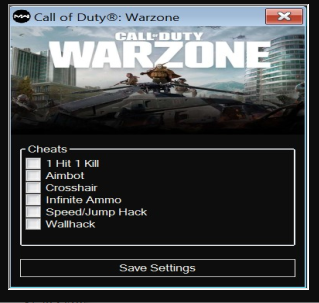 Call of Duty®: Warzone
CALL·DUTY
WARZONE
Cheats
1 Hit 1 Kill
Aimbot
Crosshair
Infinite Ammo
Speed/Jump Hack
Wallhack
Save Settings